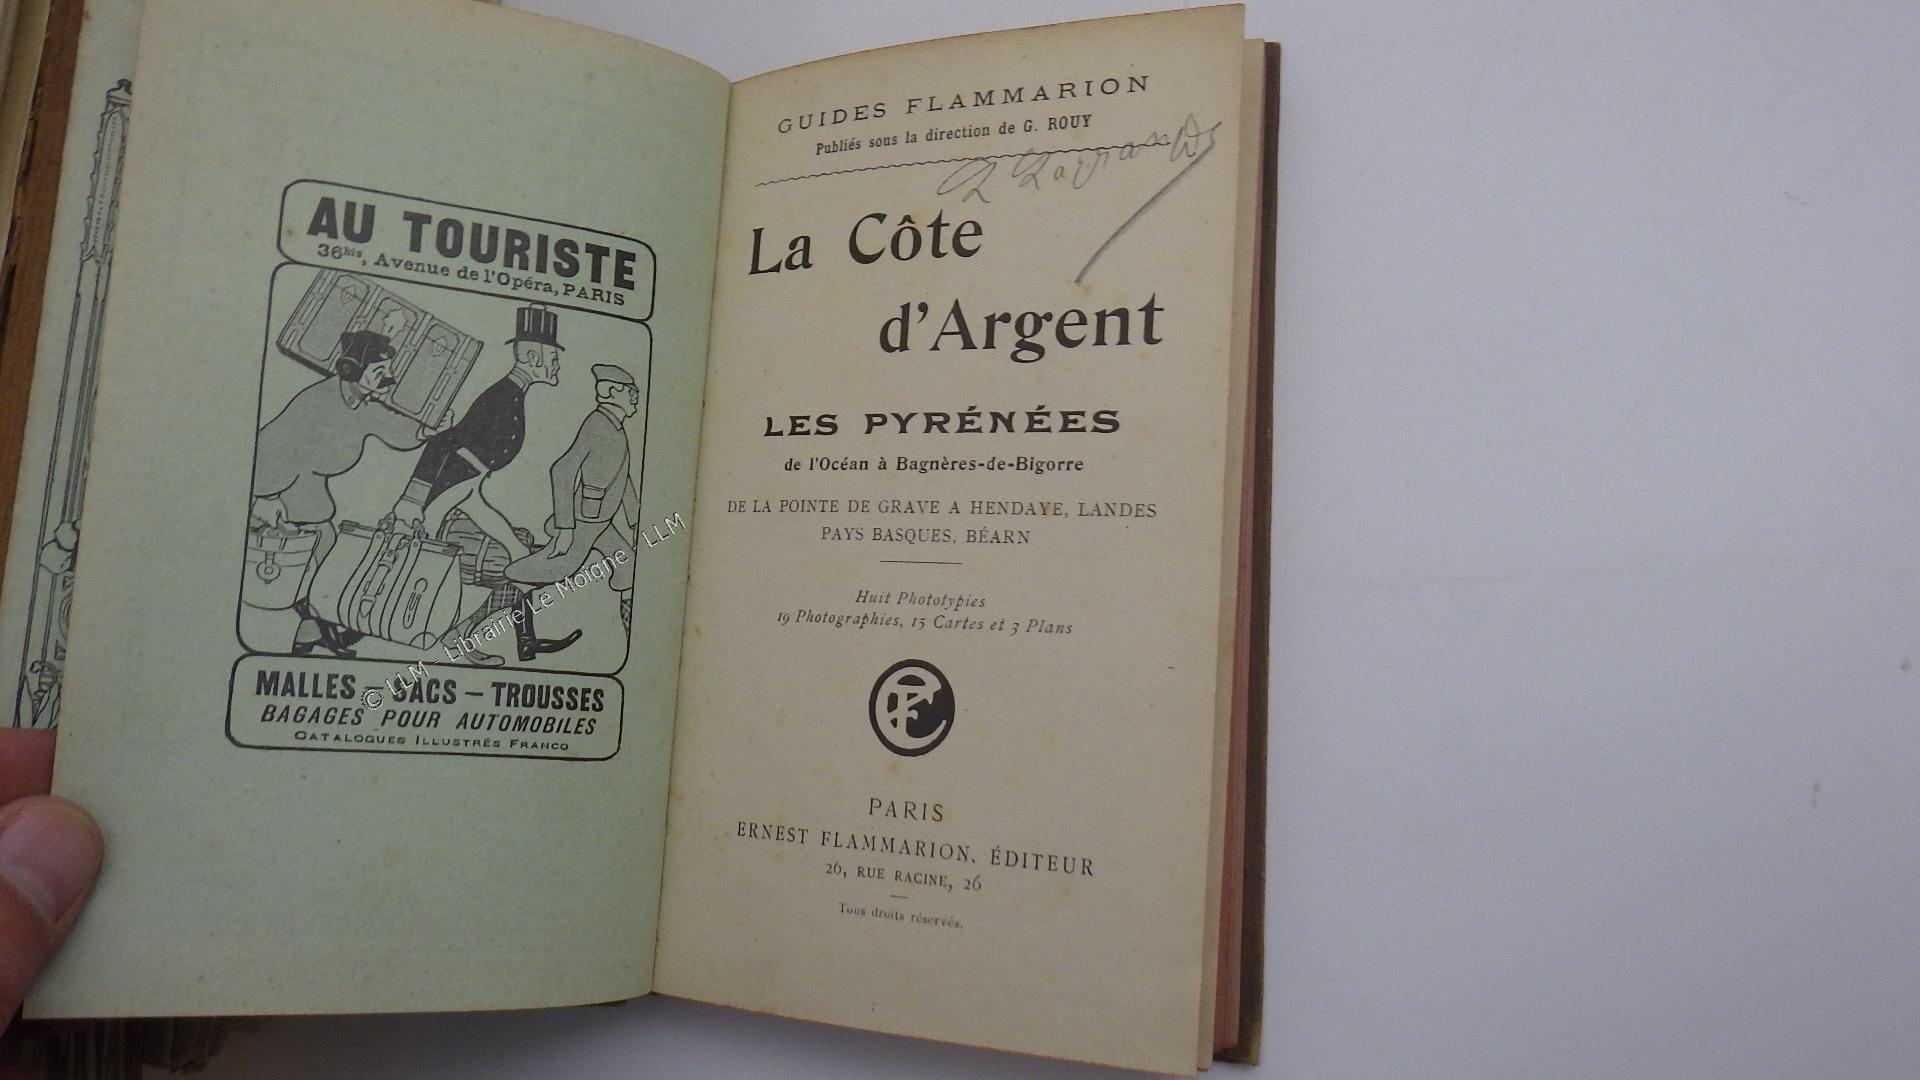 AU TOURISTE
36bis, Avenue de l'Opéra, PARIS
MALLES – SACS – TROUSSES
BAGAGES POUR AUTOMOBILES
CATALOGUES ILLUSTRÉS FRANCO
© LLM - Librairie Le Moigne - LLM
GUIDES FLAMMARION
Publiés sous la direction de G. ROUY
La Côte
d'Argent
LES PYRÉNÉES
de l'Océan à Bagnères-de-Bigorre
DE LA POINTE DE GRAVE A HENDAYE, LANDES
PAYS BASQUES, BÉARN
Huit Phototypies
19 Photographies, 15 Cartes et 3 Plans
PARIS
ERNEST FLAMMARION, ÉDITEUR
26, RUE RACINE, 26
Tous droits réservés.